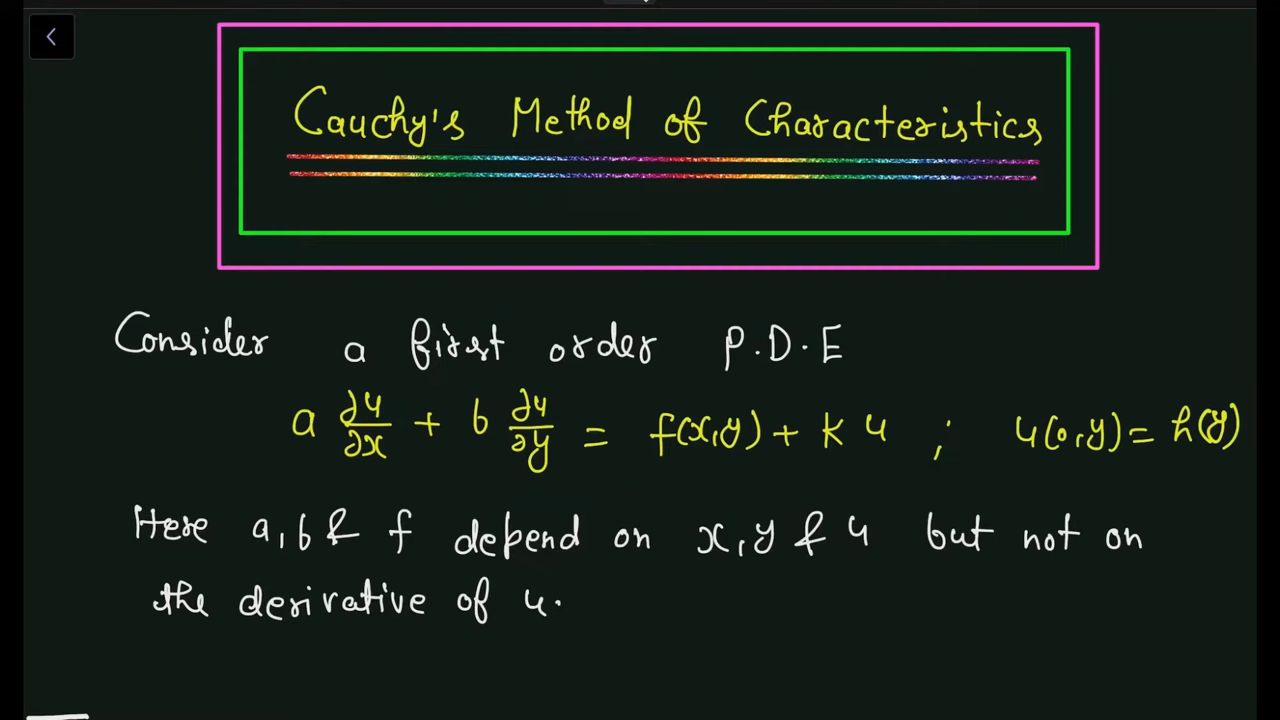 Cauchy's Method of Characteristics
Consider a first order P.D.E
a ∂u/∂x + b ∂u/∂y = f(x,y) + k u ; u(0,y) = h(y)
Here a, b & f depend on x, y & u but not on
the derivative of u.